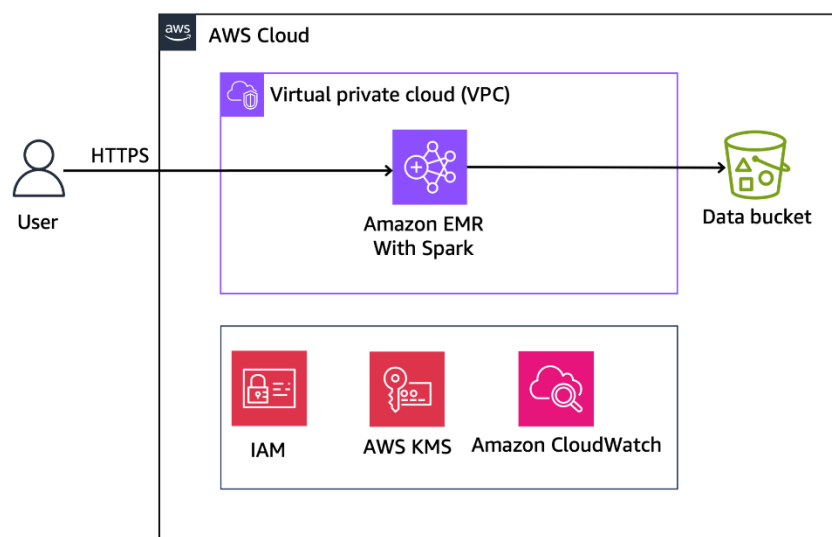 aws
AWS Cloud
Virtual private cloud (VPC)
HTTPS
User
Amazon EMR
With Spark
Data bucket
IAM
AWS KMS
Amazon CloudWatch